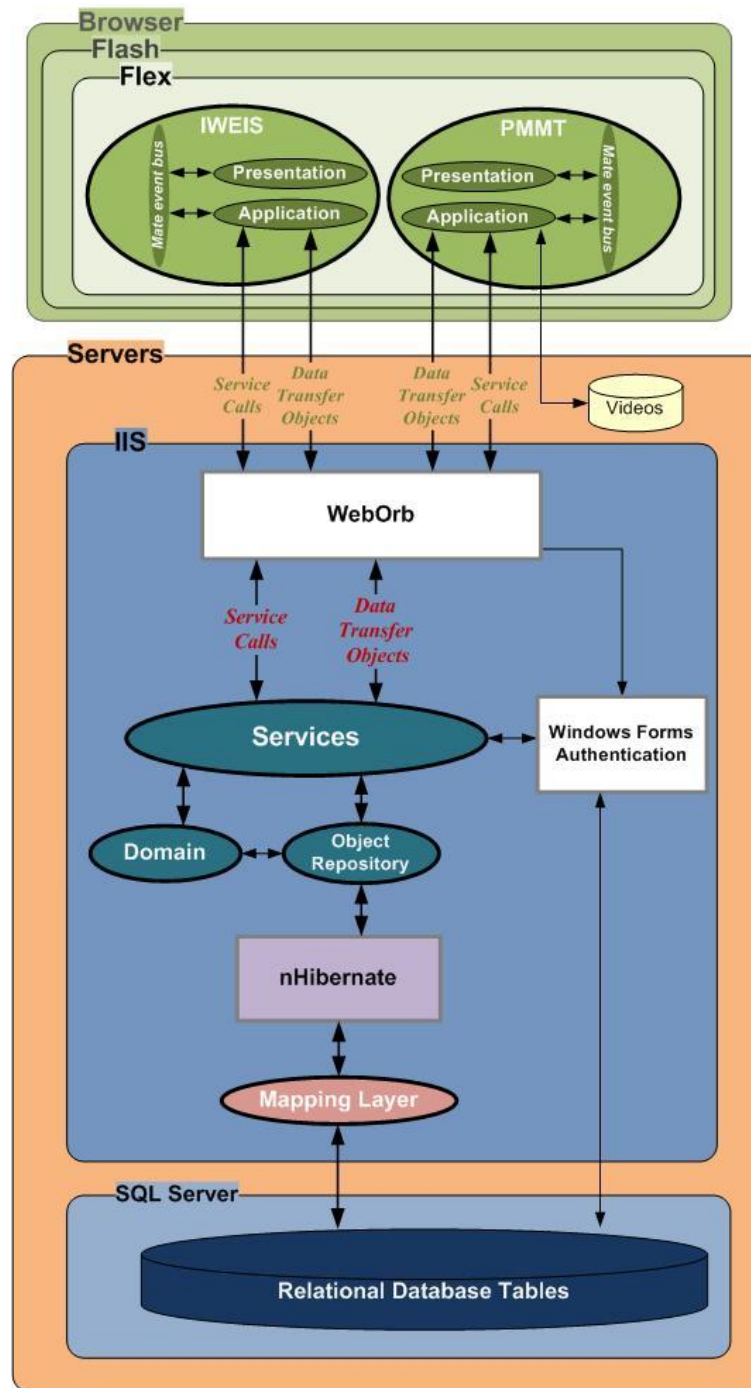 Browser
Flash
Flex
IWEIS
PMMT
Mate event bus
Presentation
Application
Presentation
Application
Mate event bus
Servers
Service
Calls
Data
Transfer
Objects
Data
Transfer
Objects
Service
Calls
Videos
IIS
WebOrb
Service
Calls
Data
Transfer
Objects
Services
Windows Forms
Authentication
Domain
Object
Repository
nHibernate
Mapping Layer
SQL Server
Relational Database Tables